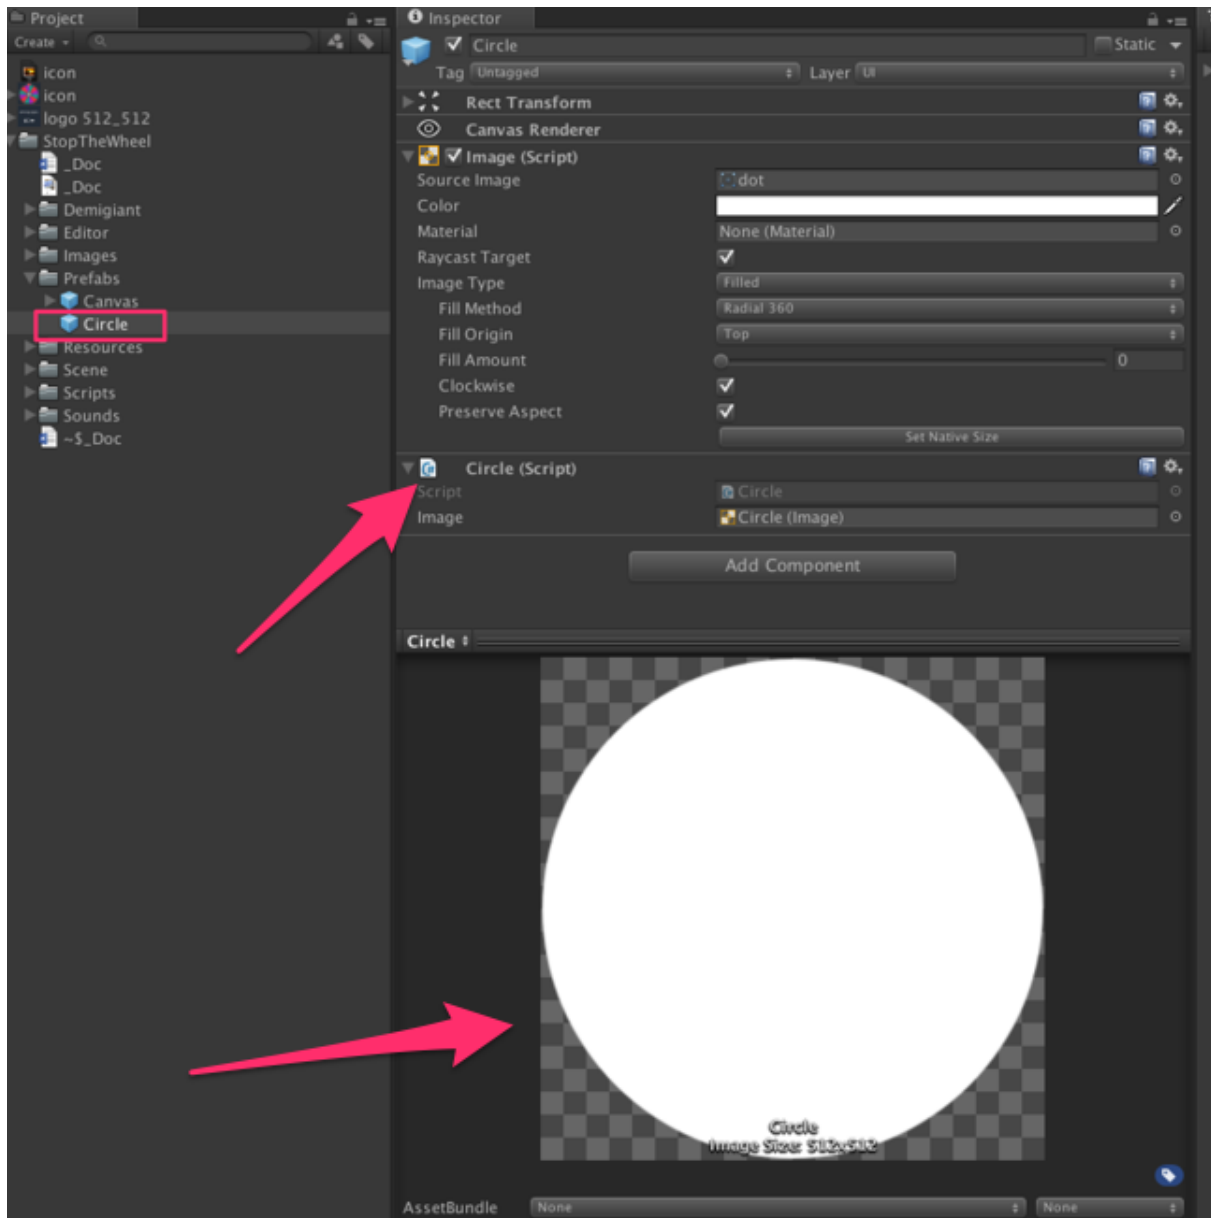 Project
Create
icon
icon
logo 512_512
StopTheWheel
_Doc
_Doc
Demigiant
Editor
Images
Prefabs
Canvas
Circle
Resources
Scene
Scripts
Sounds
~$_Doc
Inspector
Circle
Static
Tag Untagged Layer UI
Rect Transform
Canvas Renderer
Image (Script)
Source Image dot
Color
Material None (Material)
Raycast Target
Image Type Filled
Fill Method Radial 360
Fill Origin Top
Fill Amount 0
Clockwise
Preserve Aspect
Set Native Size
Circle (Script)
Script Circle
Image Circle (Image)
Add Component
Circle
Circle
Image Size: 512x512
AssetBundle None None